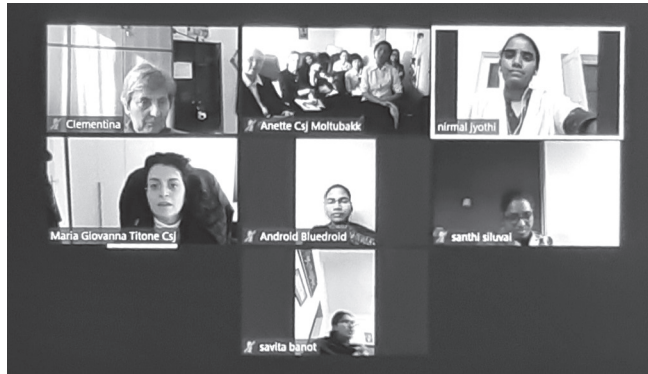 Clementina
Anette Csj Moltubakk
nirmal jyothi
Maria Giovanna Titone Csj
Android Bluedroid
santhi siluvai
savita banot